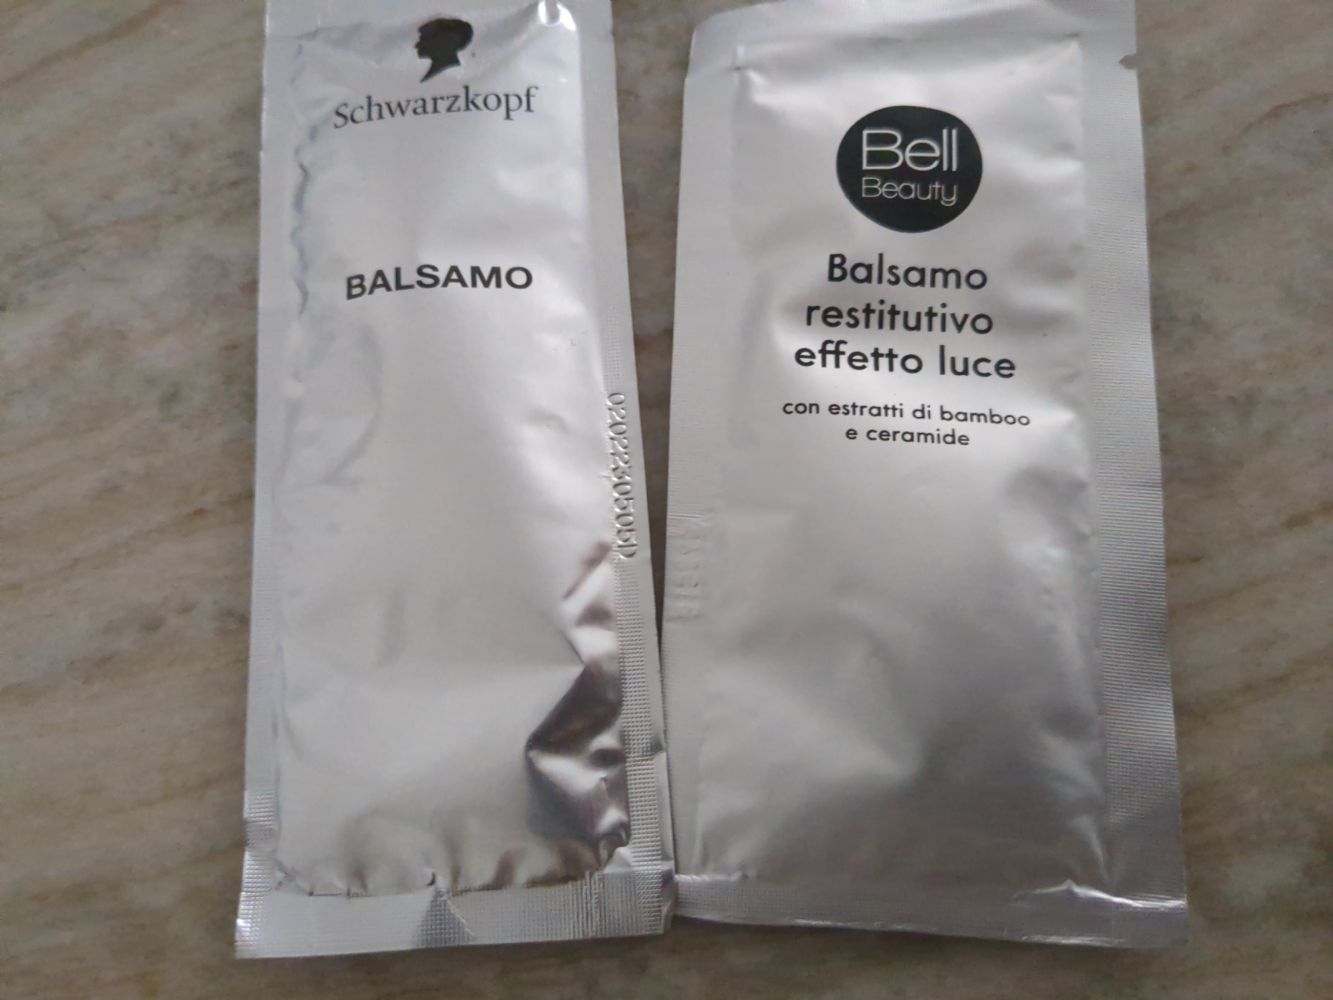 Schwarzkopf
BALSAMO
Bell
Beauty
Balsamo
restitutivo
effetto luce
con estratti di bamboo
e ceramide